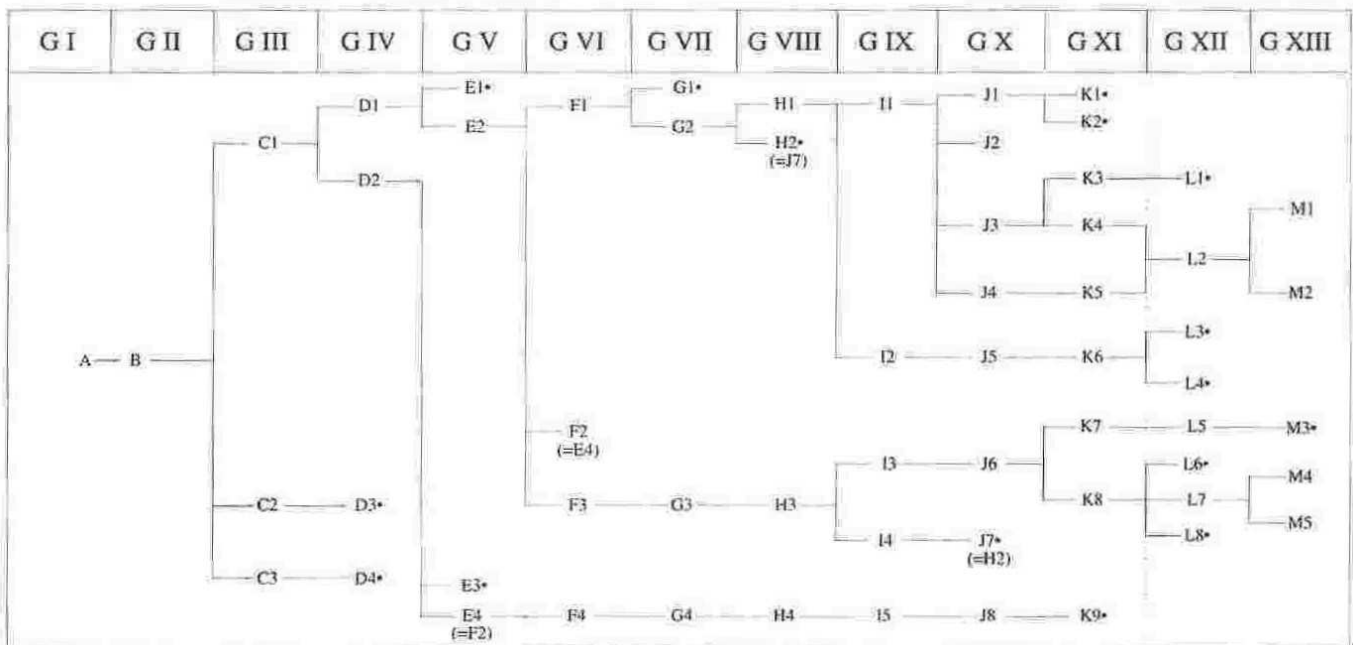 G I G II G III G IV G V G VI G VII G VIII G IX G X G XI G XII G XIII
E1• G1• J1 K1•
D1 F1 H1 I1
E2 G2 K2•
C1 H2• J2
(=J7)
D2 K3 L1•
M1
J3 K4
L2
J4 K5 M2
L3•
A B I2 J5 K6
L4•
F2 K7 L5 M3•
(=E4)
I3 J6 L6•
M4
C2 D3• F3 G3 H3 K8 L7
M5
I4 J7• L8•
(=H2)
C3 D4•
E3•
E4 F4 G4 H4 I5 J8 K9•
(=F2)